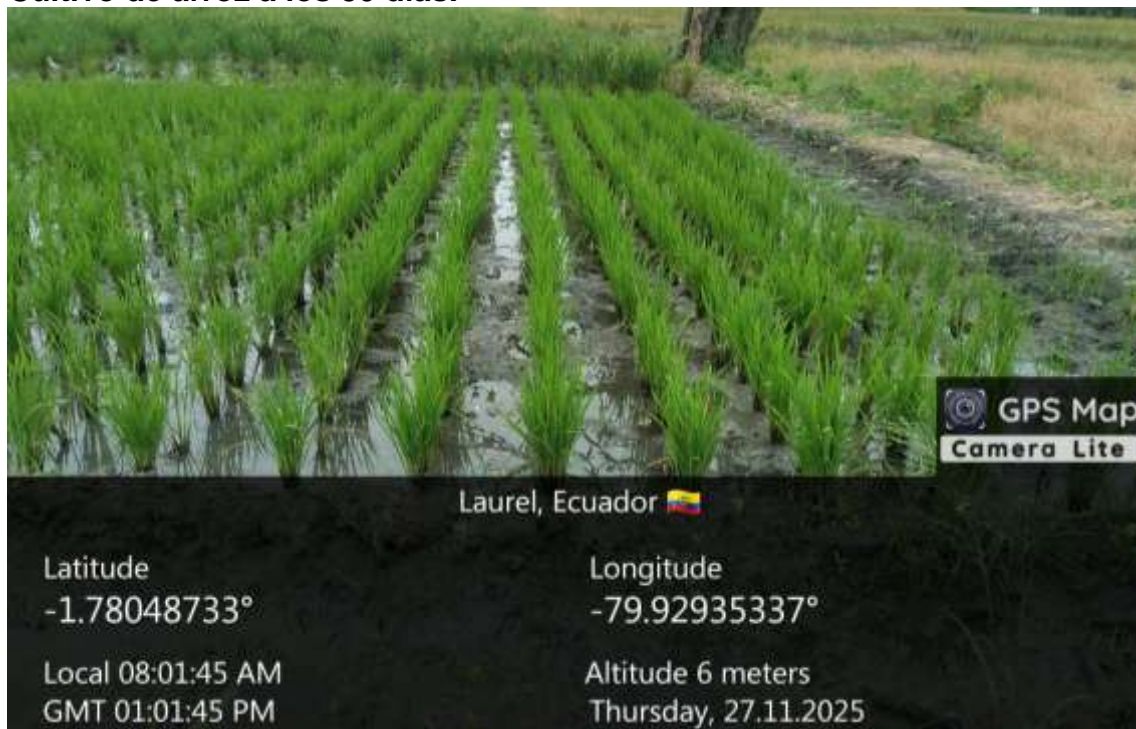 GPS Map
Camera Lite
Laurel, Ecuador
Latitude
-1.78048733°
Longitude
-79.92935337°
Local 08:01:45 AM
GMT 01:01:45 PM
Altitude 6 meters
Thursday, 27.11.2025